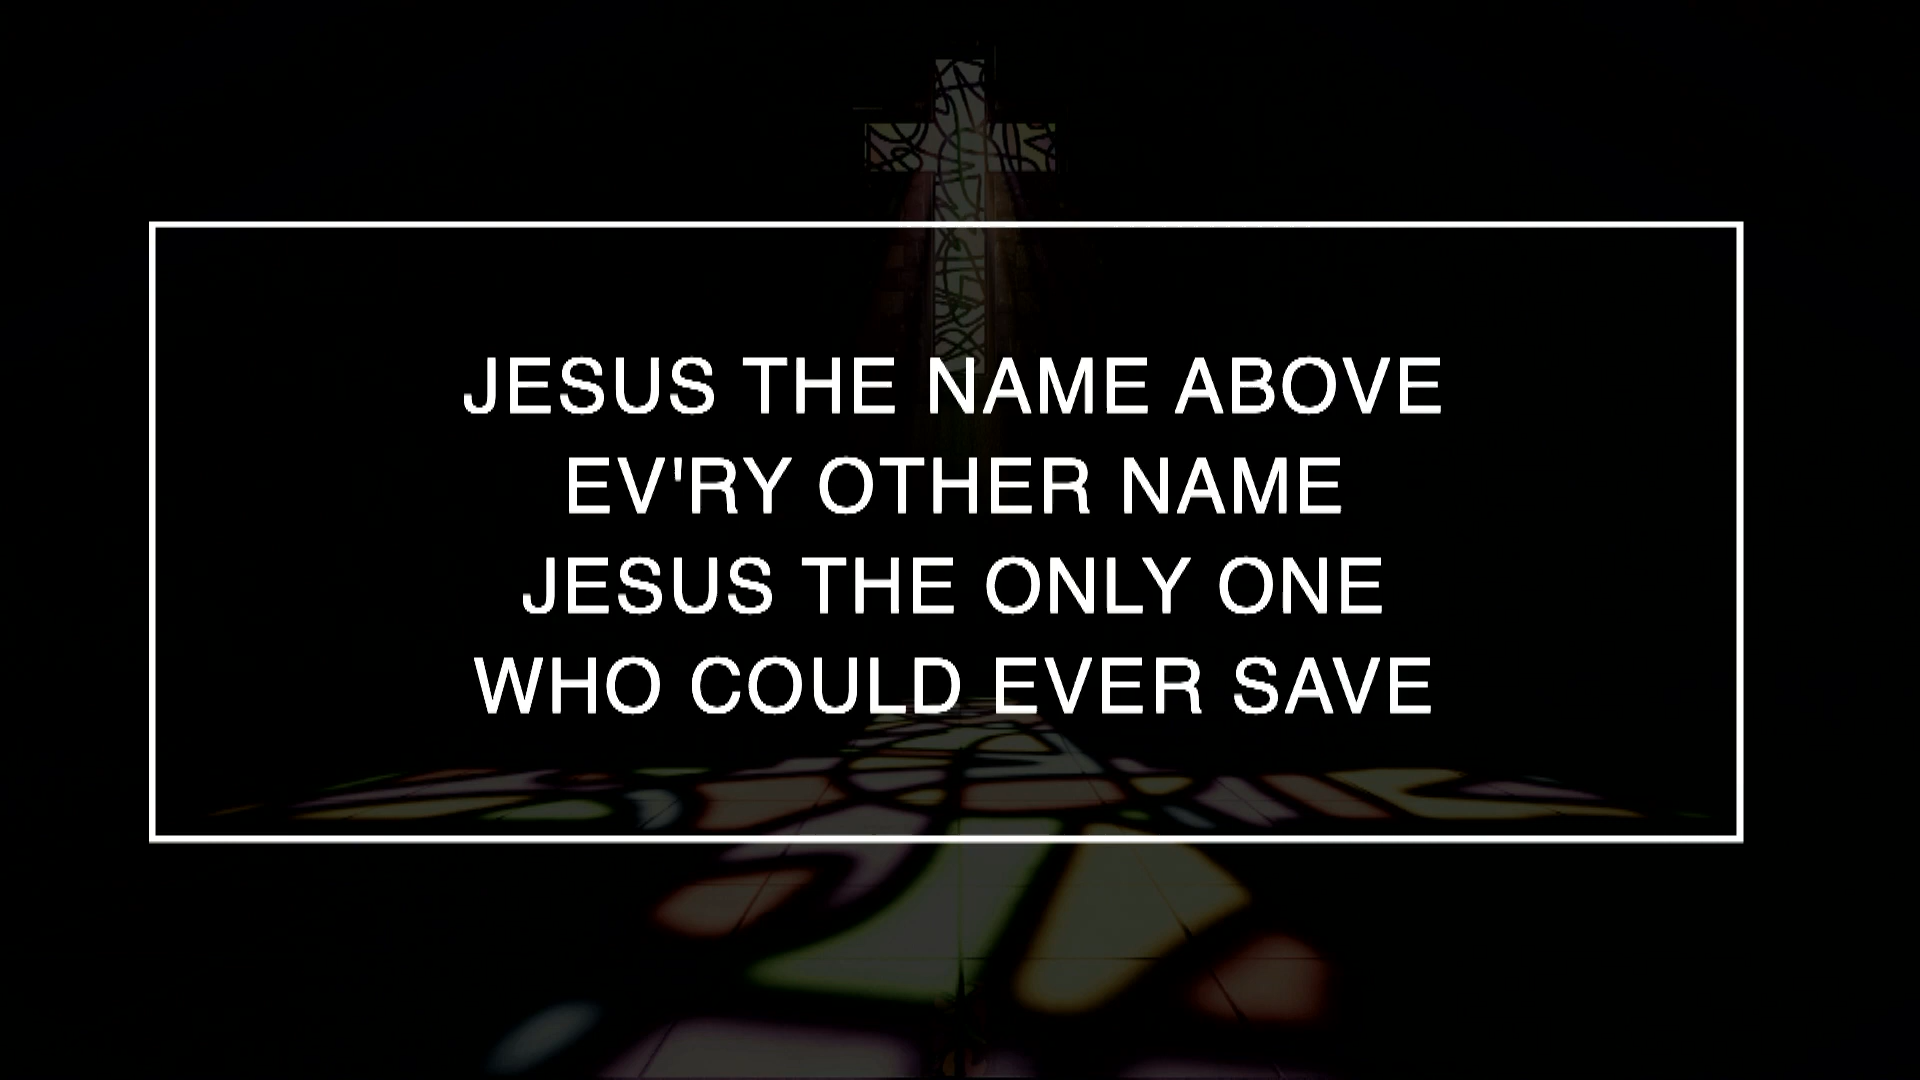 JESUS THE NAME ABOVE
EV'RY OTHER NAME
JESUS THE ONLY ONE
WHO COULD EVER SAVE